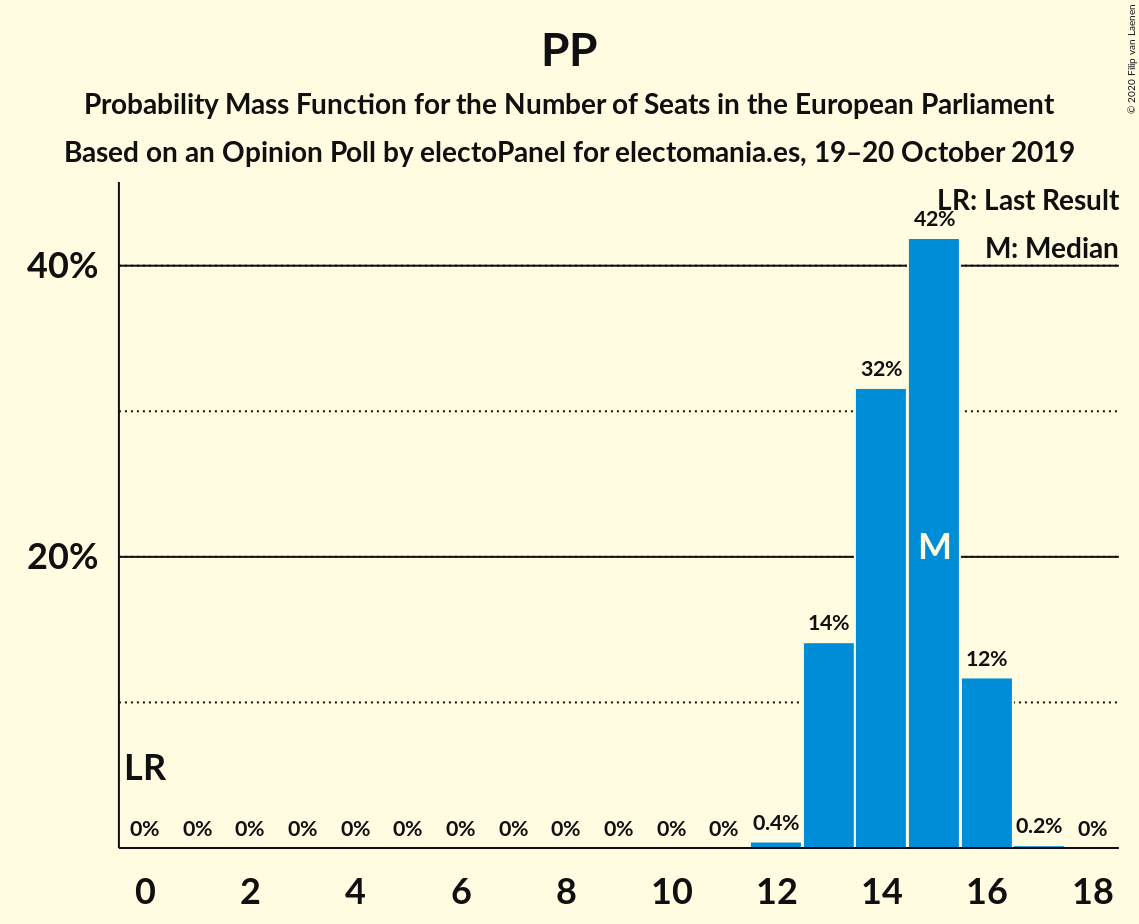 PP
Probability Mass Function for the Number of Seats in the European Parliament
Based on an Opinion Poll by electoPanel for electomania.es, 19–20 October 2019
© 2020 Filip van Laenen
LR: Last Result
M: Median
42%
40%
32%
20%
M
14%
12%
LR
0% 0% 0% 0% 0% 0% 0% 0% 0% 0% 0% 0% 0.4% 0.2% 0%
0 2 4 6 8 10 12 14 16 18